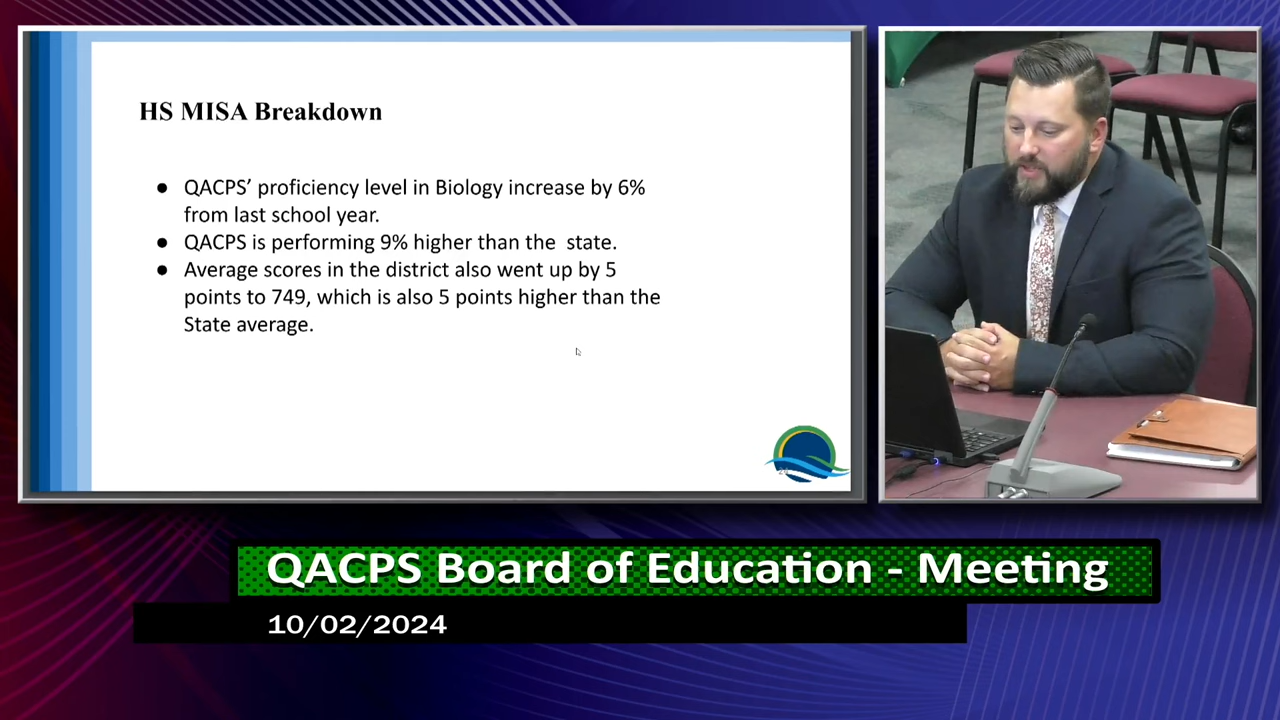 HS MISA Breakdown
● QACPS’ proficiency level in Biology increase by 6%
from last school year.
● QACPS is performing 9% higher than the state.
● Average scores in the district also went up by 5
points to 749, which is also 5 points higher than the
State average.
QACPS Board of Education - Meeting
10/02/2024